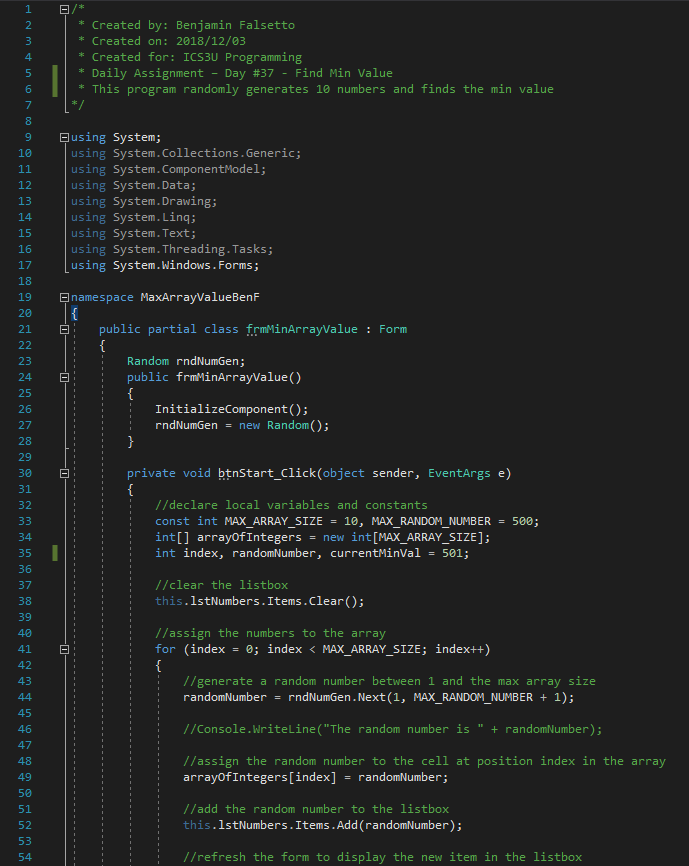 1 /*
2  * Created by: Benjamin Falsetto
3  * Created on: 2018/12/03
4  * Created for: ICS3U Programming
5  * Daily Assignment – Day #37 - Find Min Value
6  * This program randomly generates 10 numbers and finds the min value
7 */
8
9 using System;
10 using System.Collections.Generic;
11 using System.ComponentModel;
12 using System.Data;
13 using System.Drawing;
14 using System.Linq;
15 using System.Text;
16 using System.Threading.Tasks;
17 using System.Windows.Forms;
18
19 namespace MaxArrayValueBenF
20 {
21     public partial class frmMinArrayValue : Form
22     {
23         Random rndNumGen;
24         public frmMinArrayValue()
25         {
26             InitializeComponent();
27             rndNumGen = new Random();
28         }
29
30         private void btnStart_Click(object sender, EventArgs e)
31         {
32             //declare local variables and constants
33             const int MAX_ARRAY_SIZE = 10, MAX_RANDOM_NUMBER = 500;
34             int[] arrayOfIntegers = new int[MAX_ARRAY_SIZE];
35             int index, randomNumber, currentMinVal = 501;
36
37             //clear the listbox
38             this.lstNumbers.Items.Clear();
39
40             //assign the numbers to the array
41             for (index = 0; index < MAX_ARRAY_SIZE; index++)
42             {
43                 //generate a random number between 1 and the max array size
44                 randomNumber = rndNumGen.Next(1, MAX_RANDOM_NUMBER + 1);
45
46                 //Console.WriteLine("The random number is " + randomNumber);
47
48                 //assign the random number to the cell at position index in the array
49                 arrayOfIntegers[index] = randomNumber;
50
51                 //add the random number to the listbox
52                 this.lstNumbers.Items.Add(randomNumber);
53
54                 //refresh the form to display the new item in the listbox